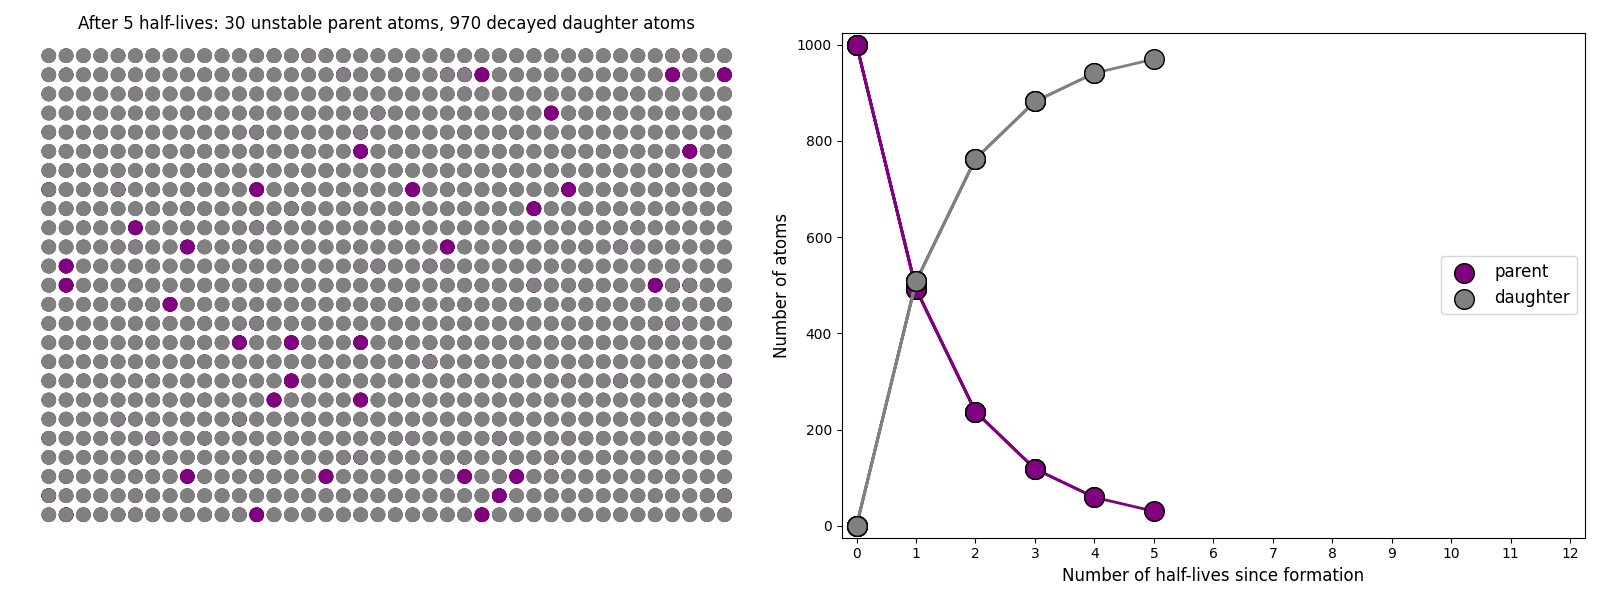 After 5 half-lives: 30 unstable parent atoms, 970 decayed daughter atoms
Number of atoms
1000
800
600
400
200
0
0 1 2 3 4 5 6 7 8 9 10 11 12
Number of half-lives since formation
parent
daughter